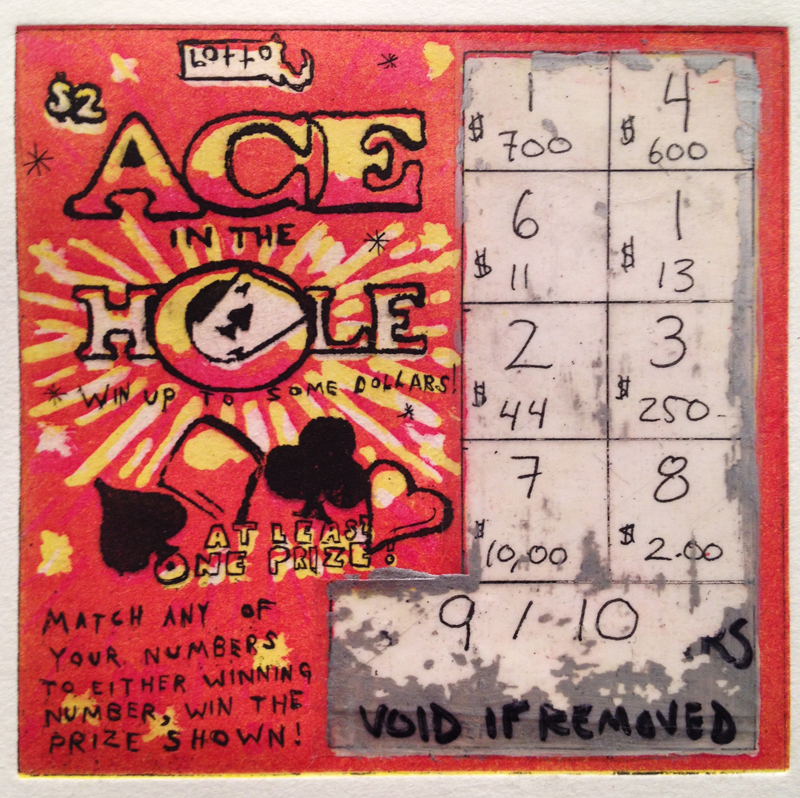 Lotto
$2
ACE
IN THE
HOLE
WIN UP TO SOME DOLLARS!
AT LEAST
ONE PRIZE!
MATCH ANY OF
YOUR NUMBERS
TO EITHER WINNING
NUMBER, WIN THE
PRIZE SHOWN!
1 4
$700 $600
6 1
$11 $13
2 3
$44 $250-
7 8
$10,00 $2.00
9 / 10
RS
VOID IF REMOVED